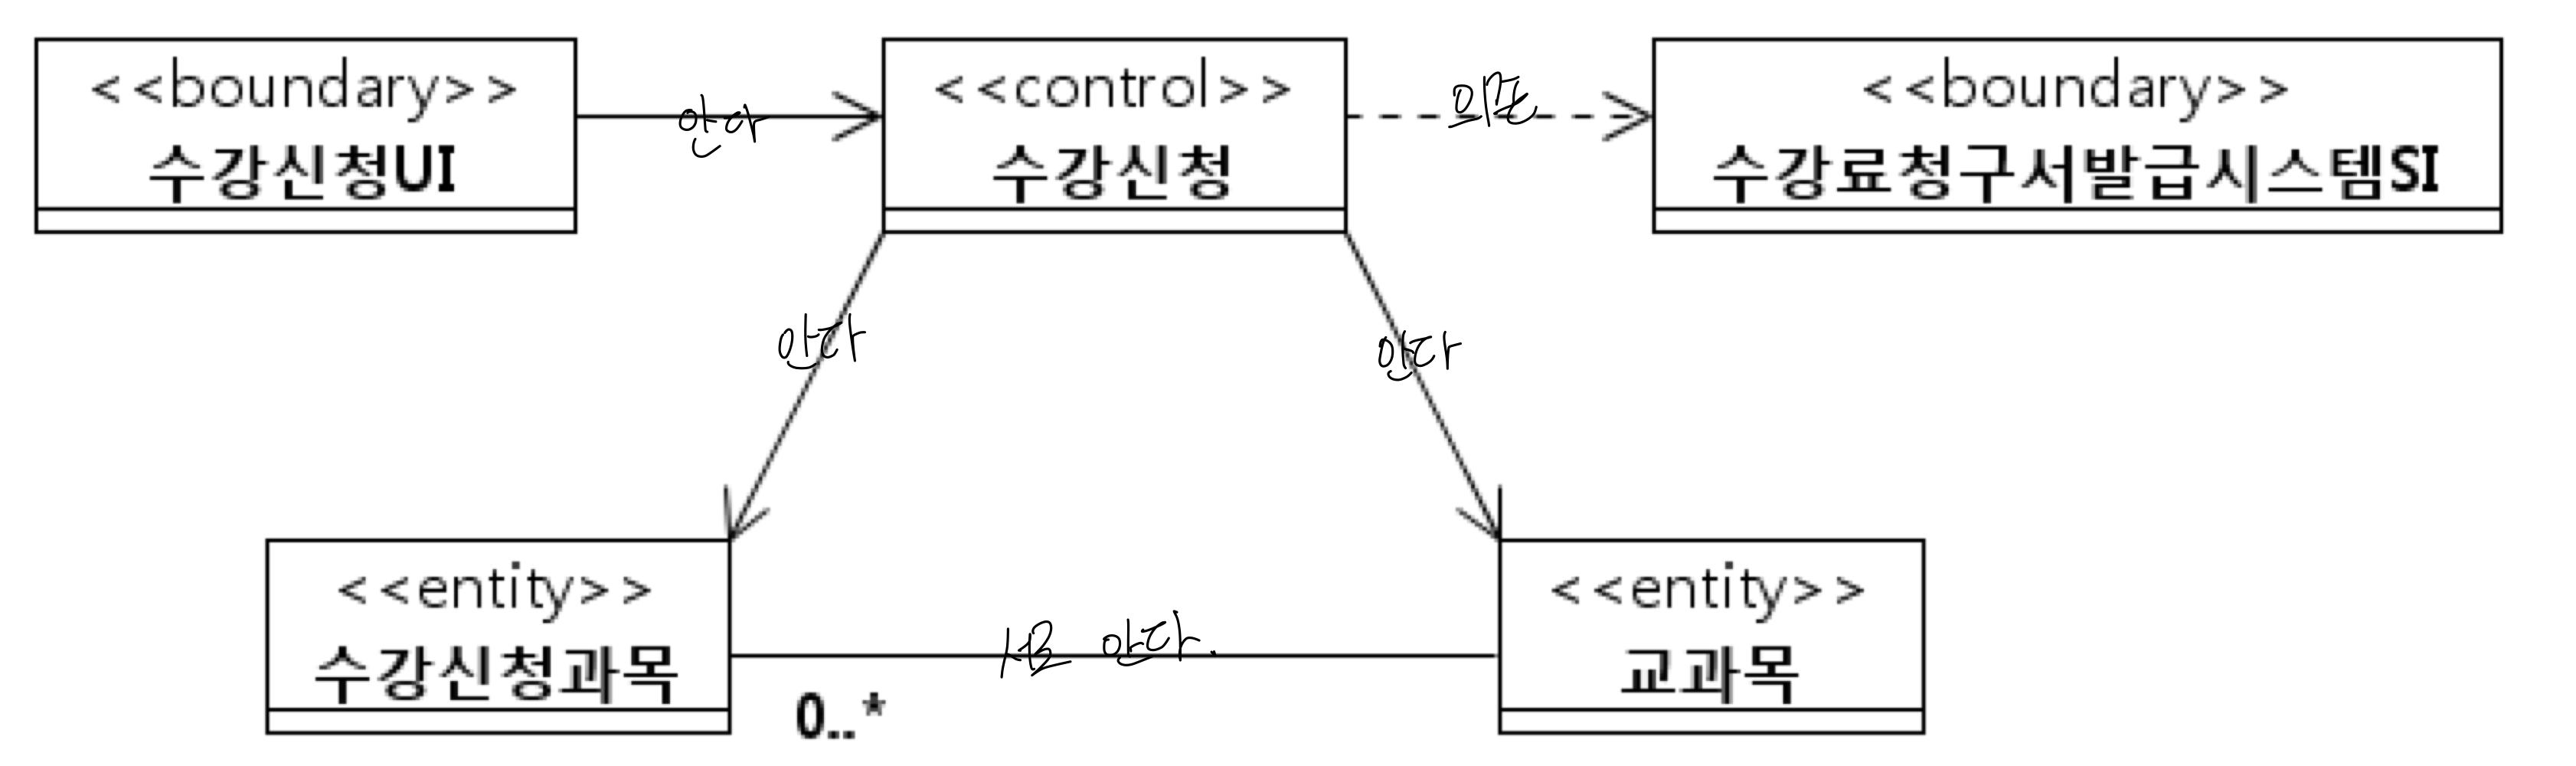 <<boundary>>
수강신청UI
안다
<<control>>
수강신청
의존
<<boundary>>
수강료청구서발급시스템SI
안다
안다
<<entity>>
수강신청과목
0..*
서로 안다.
<<entity>>
교과목